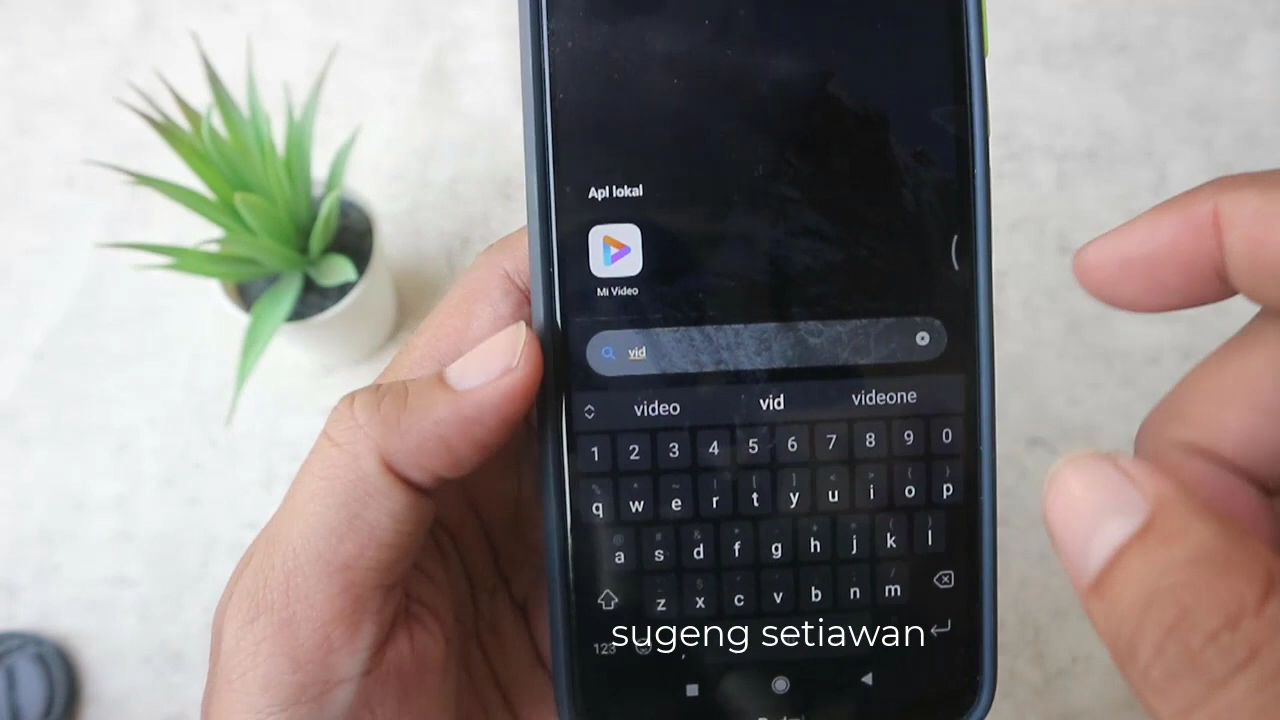 Apl lokal
Mi Video
vid
video vid videone
1 2 3 4 5 6 7 8 9 0
q w e r t y u i o p
a s d f g h j k l
z x c v b n m
sugeng setiawan
123